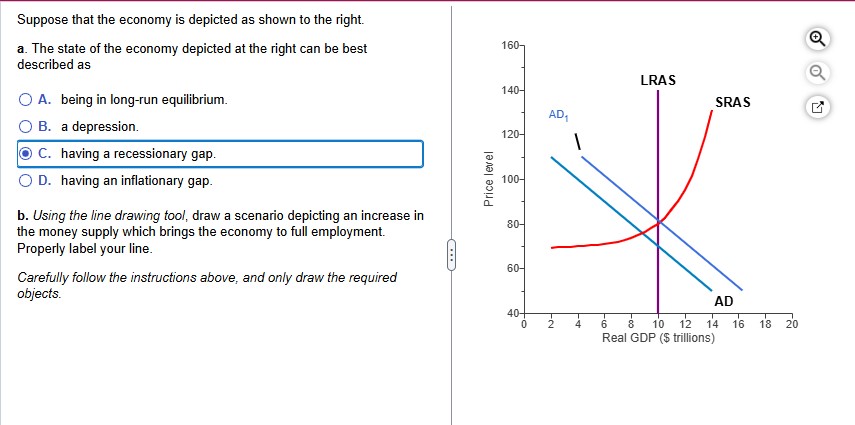 Suppose that the economy is depicted as shown to the right.
a. The state of the economy depicted at the right can be best
described as
A. being in long-run equilibrium.
B. a depression.
C. having a recessionary gap.
D. having an inflationary gap.
b. Using the line drawing tool, draw a scenario depicting an increase in
the money supply which brings the economy to full employment.
Properly label your line.
Carefully follow the instructions above, and only draw the required
objects.
160
140
120
100
80
60
40
Price level
LRAS
SRAS
AD1
AD
0 2 4 6 8 10 12 14 16 18 20
Real GDP ($ trillions)